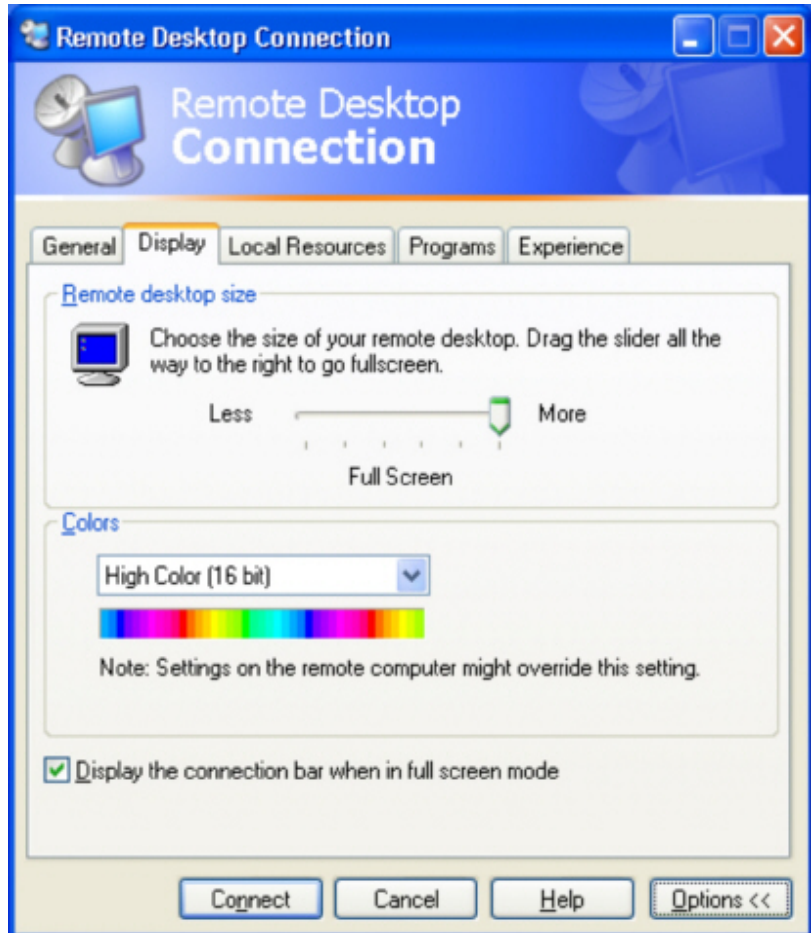 Remote Desktop Connection
Remote Desktop
Connection
General Display Local Resources Programs Experience
Remote desktop size
Choose the size of your remote desktop. Drag the slider all the
way to the right to go fullscreen.
Less More
Full Screen
Colors
High Color (16 bit)
Note: Settings on the remote computer might override this setting.
Display the connection bar when in full screen mode
Connect Cancel Help Options <<